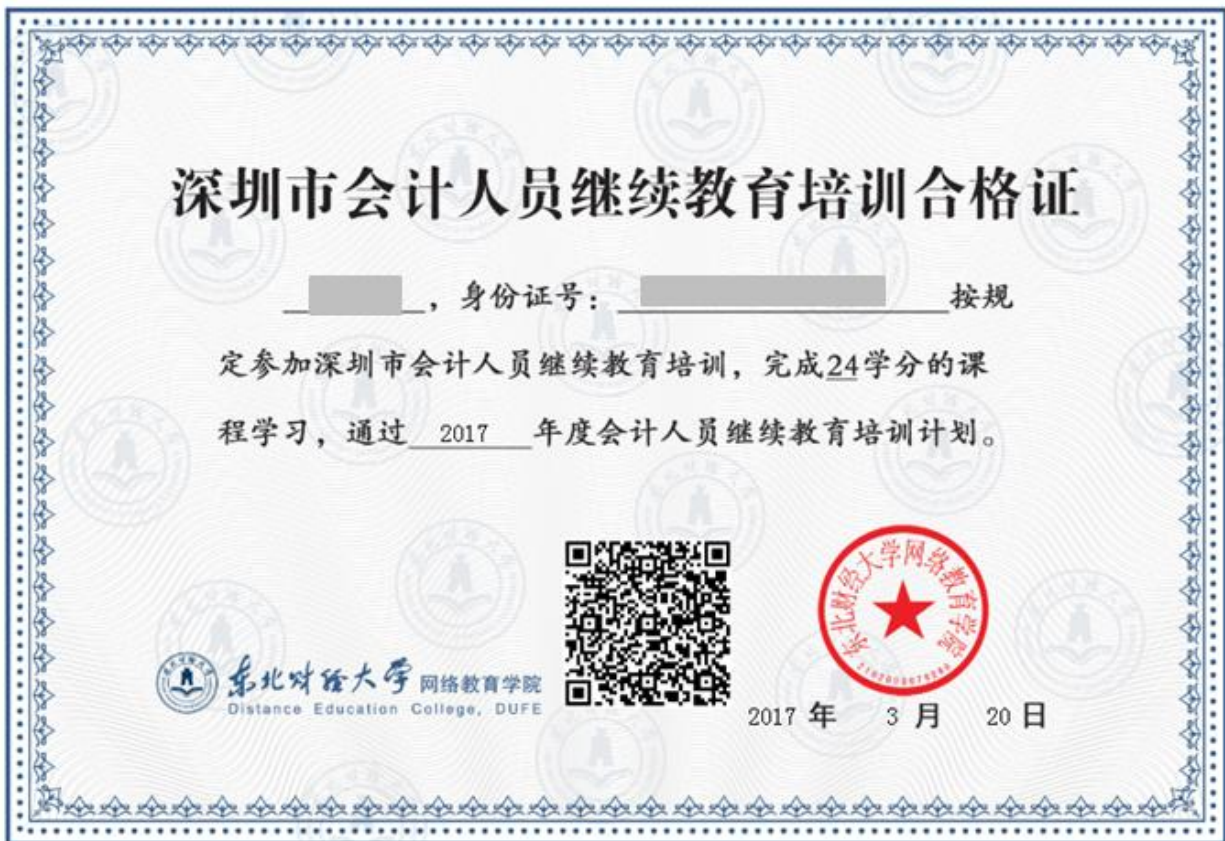 深圳市会计人员继续教育培训合格证
，身份证号：按规
定参加深圳市会计人员继续教育培训，完成24学分的课
程学习，通过 2017 年度会计人员继续教育培训计划。
东北财经大学 网络教育学院
Distance Education College, DUFE
东北财经大学网络教育学院
2017 年 3 月 20 日